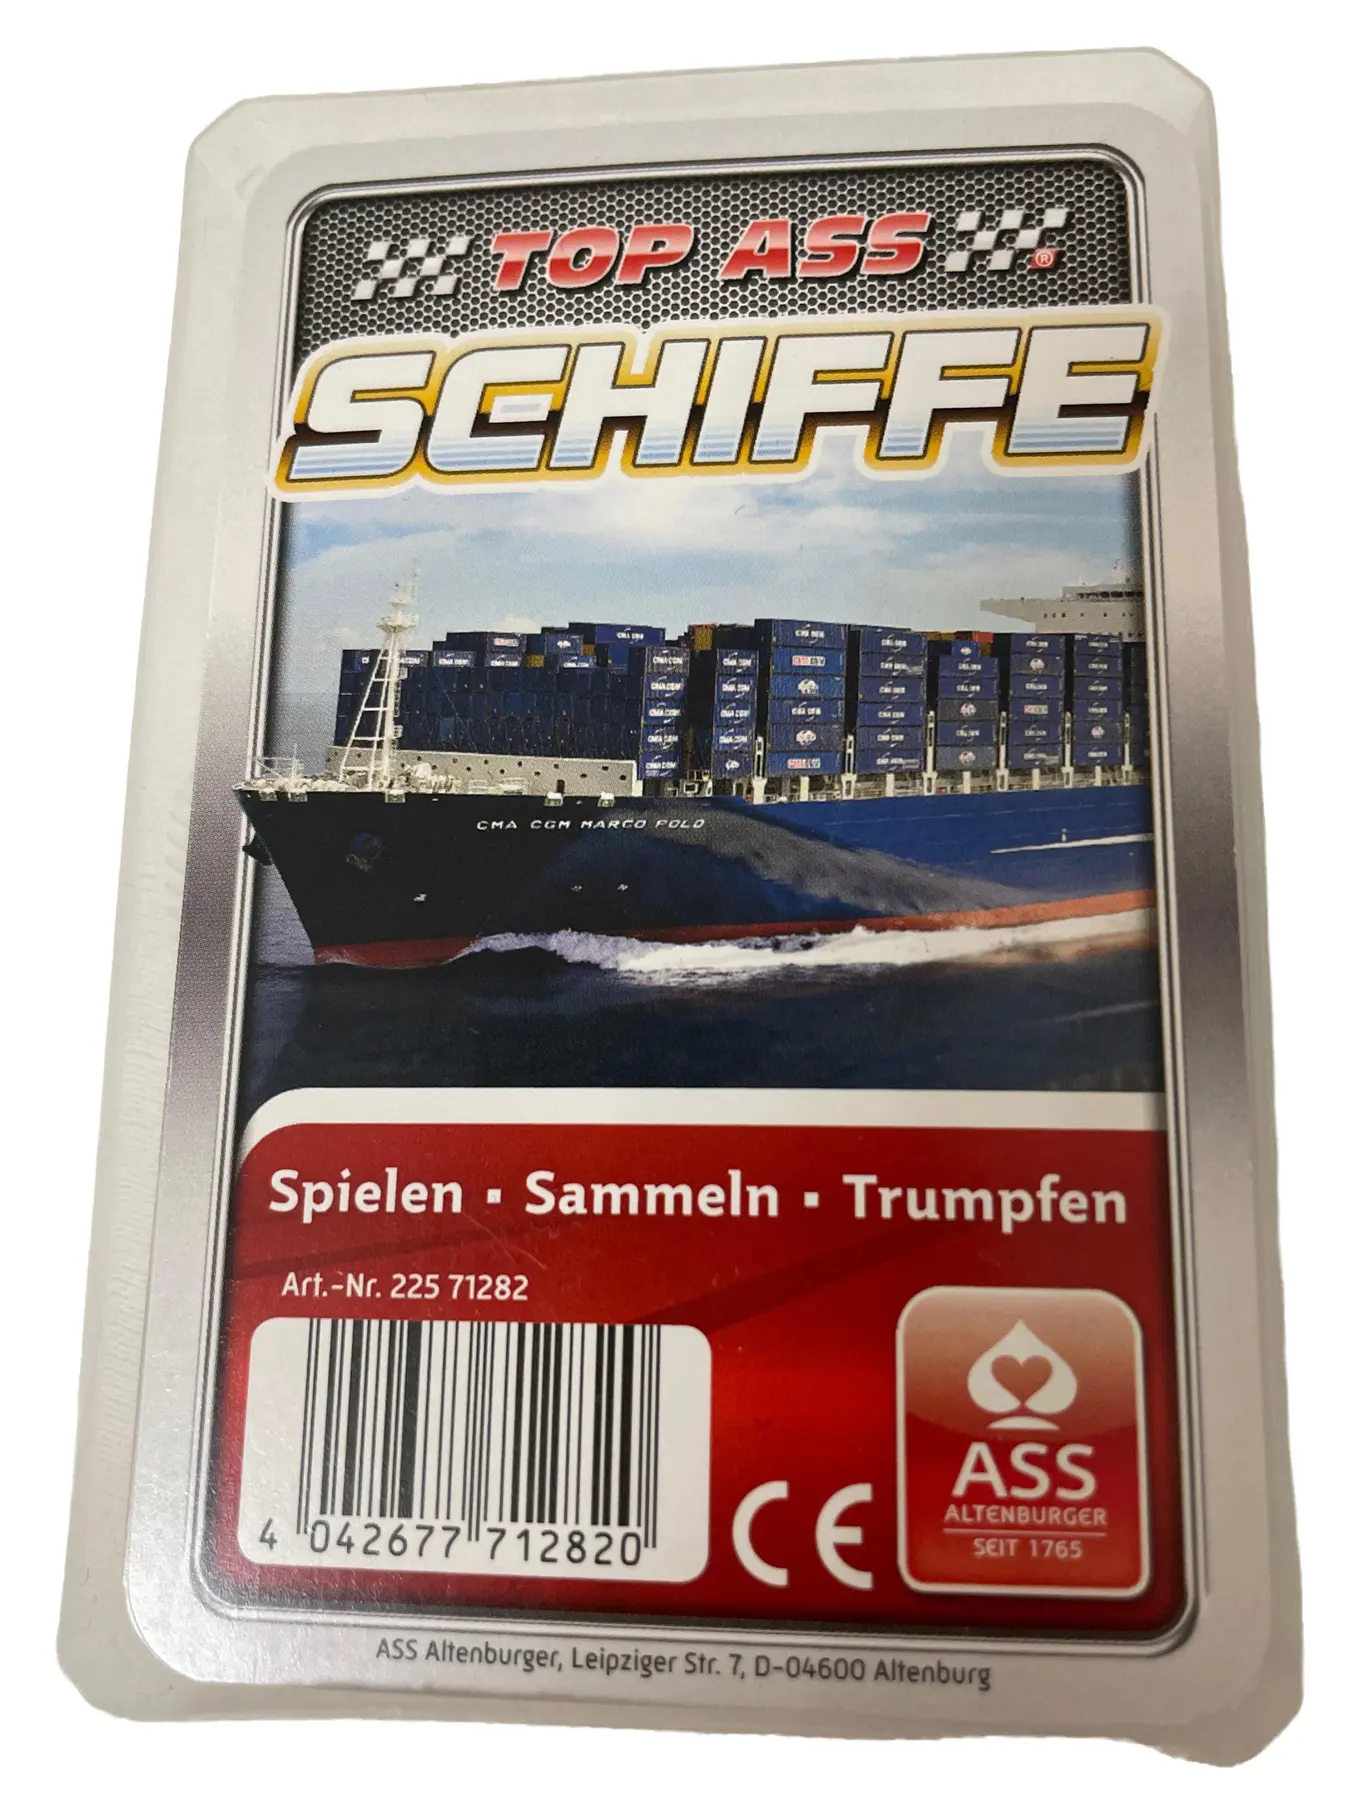 TOP ASS ®
SCHIFFE
CMA CGM MARCO POLO
Spielen ▪ Sammeln ▪ Trumpfen
Art.-Nr. 225 71282
4 042677 712820
CE
ASS
ALTENBURGER
SEIT 1765
ASS Altenburger, Leipziger Str. 7, D-04600 Altenburg